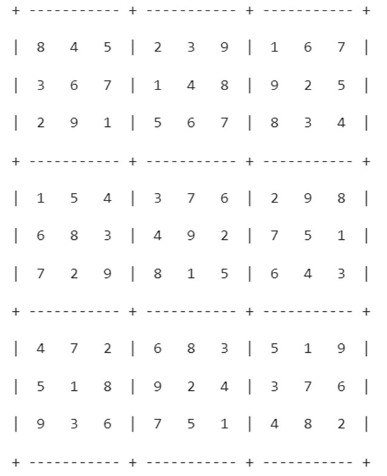 + ----------- + ----------- + ----------- +
| 8 4 5 | 2 3 9 | 1 6 7 |
| 3 6 7 | 1 4 8 | 9 2 5 |
| 2 9 1 | 5 6 7 | 8 3 4 |
+ ----------- + ----------- + ----------- +
| 1 5 4 | 3 7 6 | 2 9 8 |
| 6 8 3 | 4 9 2 | 7 5 1 |
| 7 2 9 | 8 1 5 | 6 4 3 |
+ ----------- + ----------- + ----------- +
| 4 7 2 | 6 8 3 | 5 1 9 |
| 5 1 8 | 9 2 4 | 3 7 6 |
| 9 3 6 | 7 5 1 | 4 8 2 |
+ ----------- + ----------- + ----------- +